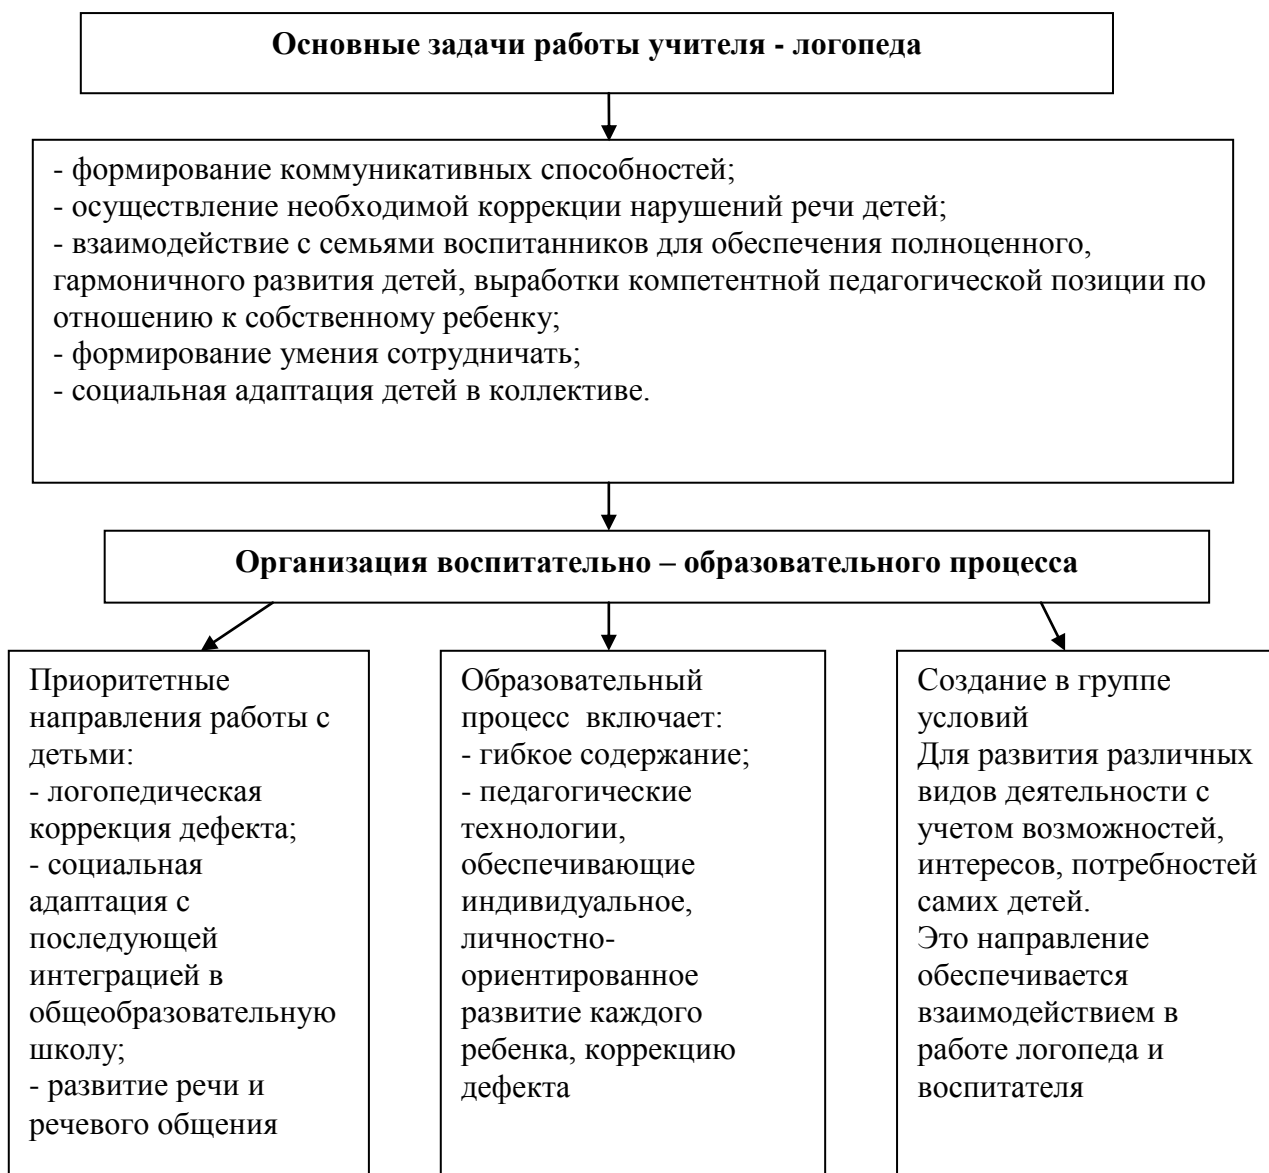 Основные задачи работы учителя - логопеда
- формирование коммуникативных способностей;
- осуществление необходимой коррекции нарушений речи детей;
- взаимодействие с семьями воспитанников для обеспечения полноценного,
гармоничного развития детей, выработки компетентной педагогической позиции по
отношению к собственному ребенку;
- формирование умения сотрудничать;
- социальная адаптация детей в коллективе.
Организация воспитательно – образовательного процесса
Приоритетные
направления работы с
детьми:
- логопедическая
коррекция дефекта;
- социальная
адаптация с
последующей
интеграцией в
общеобразовательную
школу;
- развитие речи и
речевого общения
Образовательный
процесс включает:
- гибкое содержание;
- педагогические
технологии,
обеспечивающие
индивидуальное,
личностно-
ориентированное
развитие каждого
ребенка, коррекцию
дефекта
Создание в группе
условий
Для развития различных
видов деятельности с
учетом возможностей,
интересов, потребностей
самих детей.
Это направление
обеспечивается
взаимодействием в
работе логопеда и
воспитателя